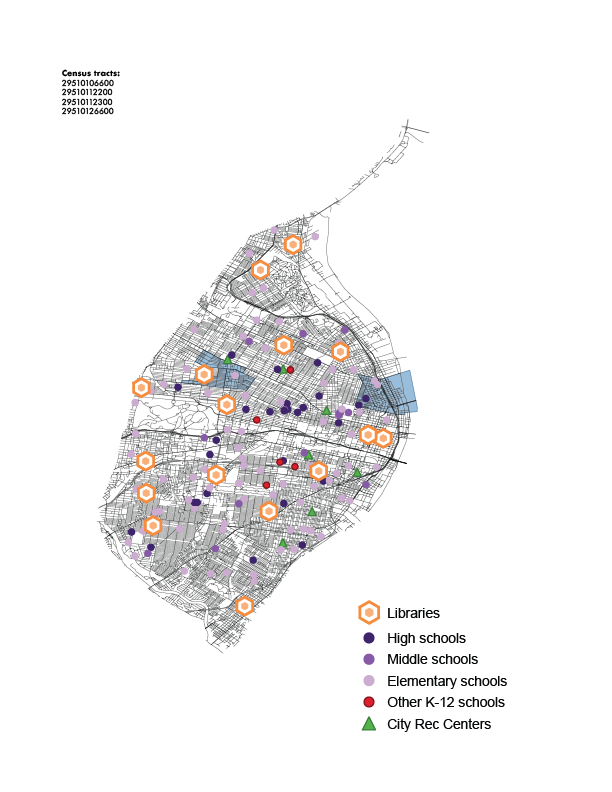 Census tracts:
29510106600
29510112200
29510112300
29510126600
Libraries
High schools
Middle schools
Elementary schools
Other K-12 schools
City Rec Centers